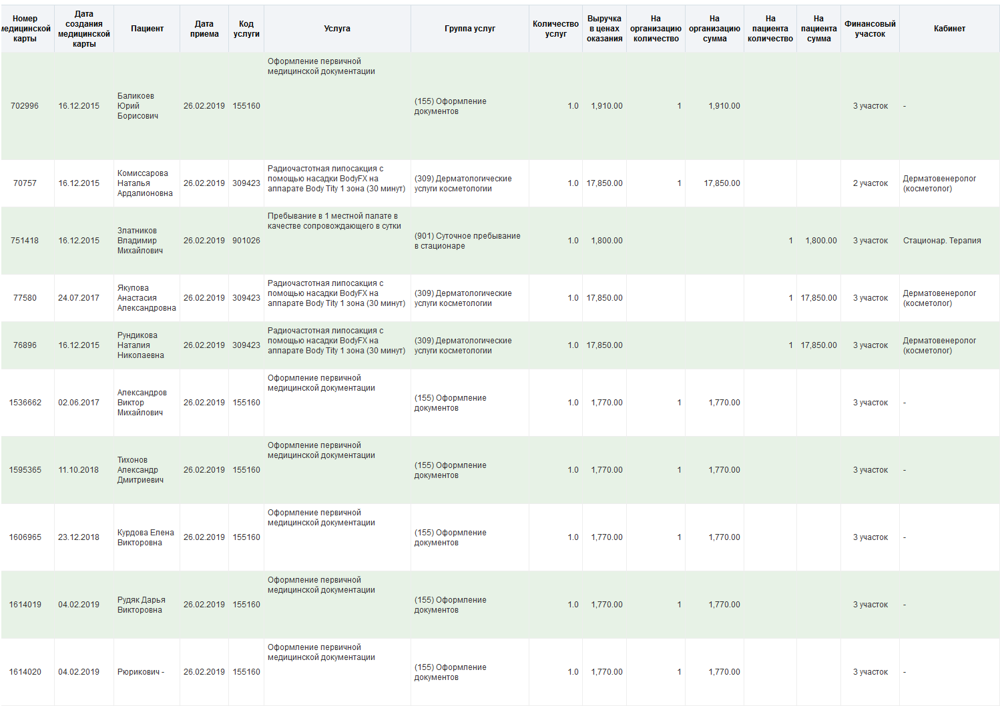 Номер медицинской карты
Дата создания медицинской карты
Пациент
Дата приема
Код услуги
Услуга
Группа услуг
Количество услуг
Выручка в ценах оказания
На организацию количество
На организацию сумма
На пациента количество
На пациента сумма
Финансовый участок
Кабинет
702996
16.12.2015
Баликоев
Юрий
Борисович
26.02.2019
155160
Оформление первичной
медицинской документации
(155) Оформление
документов
1.0
1,910.00
1
1,910.00
3 участок
-
70757
16.12.2015
Комиссарова
Наталья
Ардалионовна
26.02.2019
309423
Радиочастотная липосакция с
помощью насадки BodyFX на
аппарате Body Tity 1 зона (30 минут)
(309) Дерматологические
услуги косметологии
1.0
17,850.00
1
17,850.00
2 участок
Дерматовенеролог
(косметолог)
751418
16.12.2015
Златников
Владимир
Михайлович
26.02.2019
901026
Пребывание в 1 местной палате в
качестве сопровождающего в сутки
(901) Суточное пребывание
в стационаре
1.0
1,800.00
1
1,800.00
3 участок
Стационар. Терапия
77580
24.07.2017
Якупова
Анастасия
Александровна
26.02.2019
309423
Радиочастотная липосакция с
помощью насадки BodyFX на
аппарате Body Tity 1 зона (30 минут)
(309) Дерматологические
услуги косметологии
1.0
17,850.00
1
17,850.00
3 участок
Дерматовенеролог
(косметолог)
76896
16.12.2015
Рундикова
Наталия
Николаевна
26.02.2019
309423
Радиочастотная липосакция с
помощью насадки BodyFX на
аппарате Body Tity 1 зона (30 минут)
(309) Дерматологические
услуги косметологии
1.0
17,850.00
1
17,850.00
3 участок
Дерматовенеролог
(косметолог)
1536662
02.06.2017
Александров
Виктор
Михайлович
26.02.2019
155160
Оформление первичной
медицинской документации
(155) Оформление
документов
1.0
1,770.00
1
1,770.00
3 участок
-
1595365
11.10.2018
Тихонов
Александр
Дмитриевич
26.02.2019
155160
Оформление первичной
медицинской документации
(155) Оформление
документов
1.0
1,770.00
1
1,770.00
3 участок
-
1606965
23.12.2018
Курдова Елена
Викторовна
26.02.2019
155160
Оформление первичной
медицинской документации
(155) Оформление
документов
1.0
1,770.00
1
1,770.00
3 участок
-
1614019
04.02.2019
Рудяк Дарья
Викторовна
26.02.2019
155160
Оформление первичной
медицинской документации
(155) Оформление
документов
1.0
1,770.00
1
1,770.00
3 участок
-
1614020
04.02.2019
Рюрикович -
26.02.2019
155160
Оформление первичной
медицинской документации
(155) Оформление
документов
1.0
1,770.00
1
1,770.00
3 участок
-